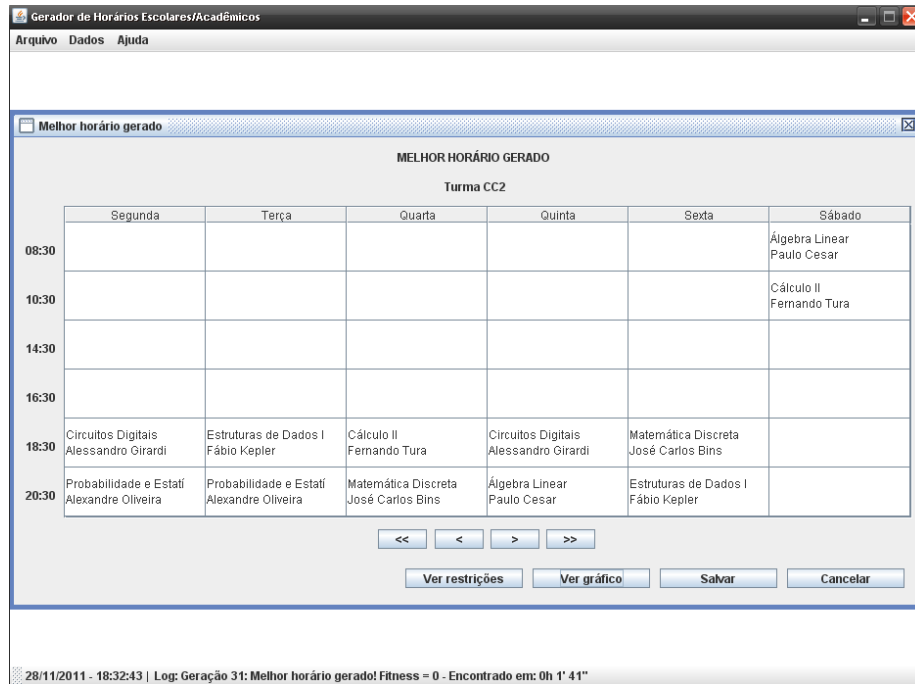 Gerador de Horários Escolares/Acadêmicos
Arquivo Dados Ajuda
Melhor horário gerado
MELHOR HORÁRIO GERADO
Turma CC2
Segunda Terça Quarta Quinta Sexta Sábado
08:30 Álgebra Linear
Paulo Cesar
10:30 Cálculo II
Fernando Tura
14:30
16:30
18:30 Circuitos Digitais Estruturas de Dados I Cálculo II Circuitos Digitais Matemática Discreta
Alessandro Girardi Fábio Kepler Fernando Tura Alessandro Girardi José Carlos Bins
20:30 Probabilidade e Estatí Probabilidade e Estatí Matemática Discreta Álgebra Linear Estruturas de Dados I
Alexandre Oliveira Alexandre Oliveira José Carlos Bins Paulo Cesar Fábio Kepler
<< < > >>
Ver restrições Ver gráfico Salvar Cancelar
28/11/2011 - 18:32:43 | Log: Geração 31: Melhor horário gerado! Fitness = 0 - Encontrado em: 0h 1' 41"